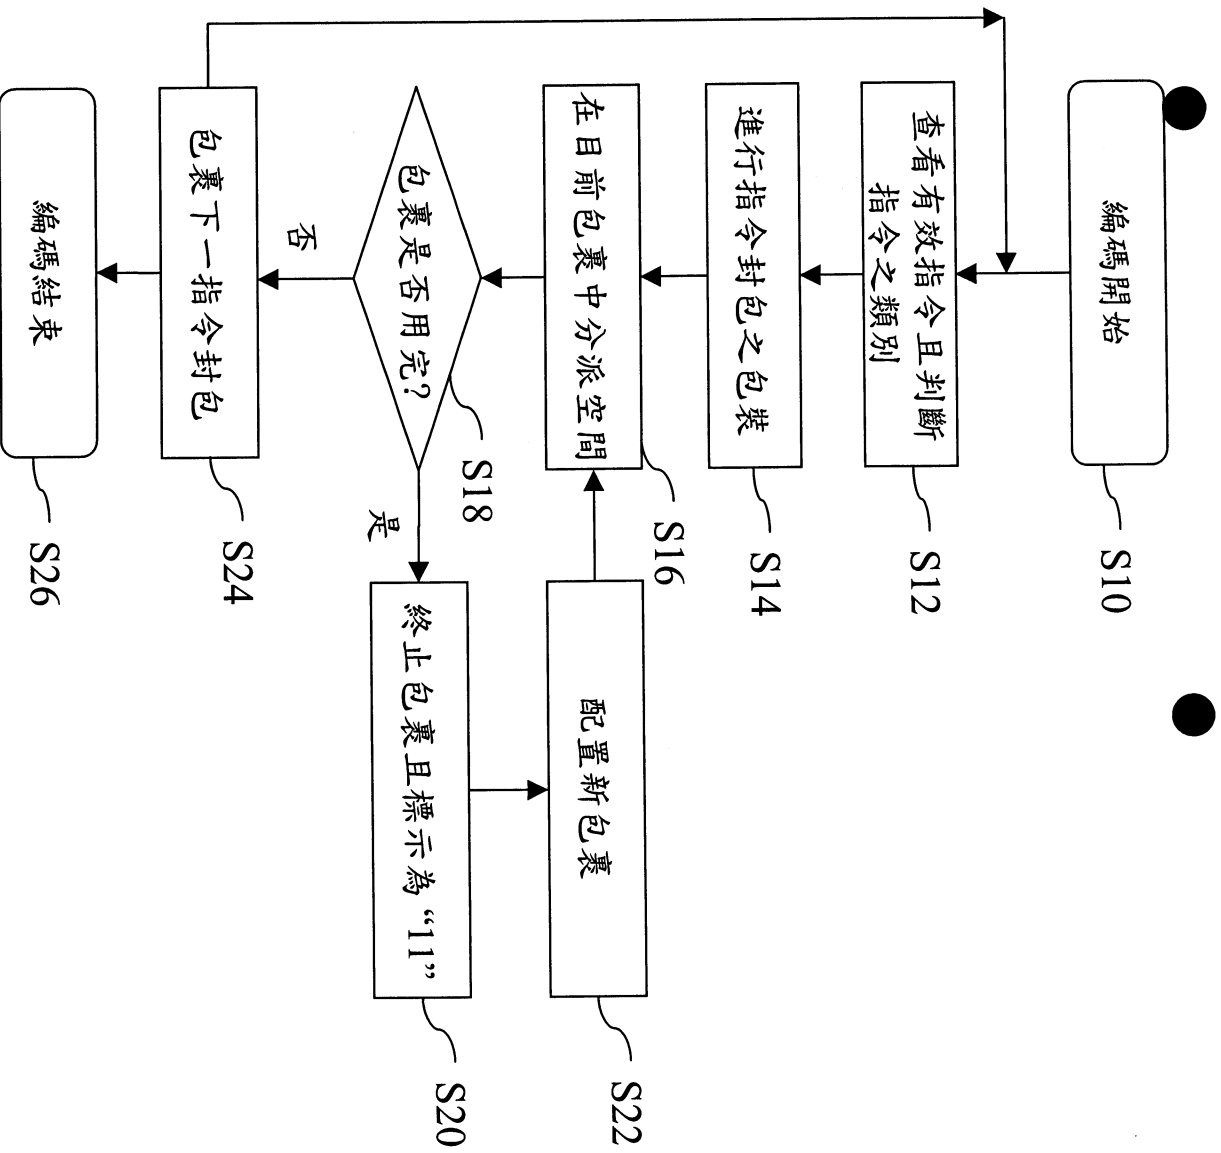 編碼開始
S10
查看有效指令且判斷
指令之類別
S12
進行指令封包之包裝
S14
在目前包裹中分派空間
S16
包裹是否用完?
S18
是
否
終止包裹且標示為“11”
S20
配置新包裹
S22
包裹下一指令封包
S24
編碼結束
S26